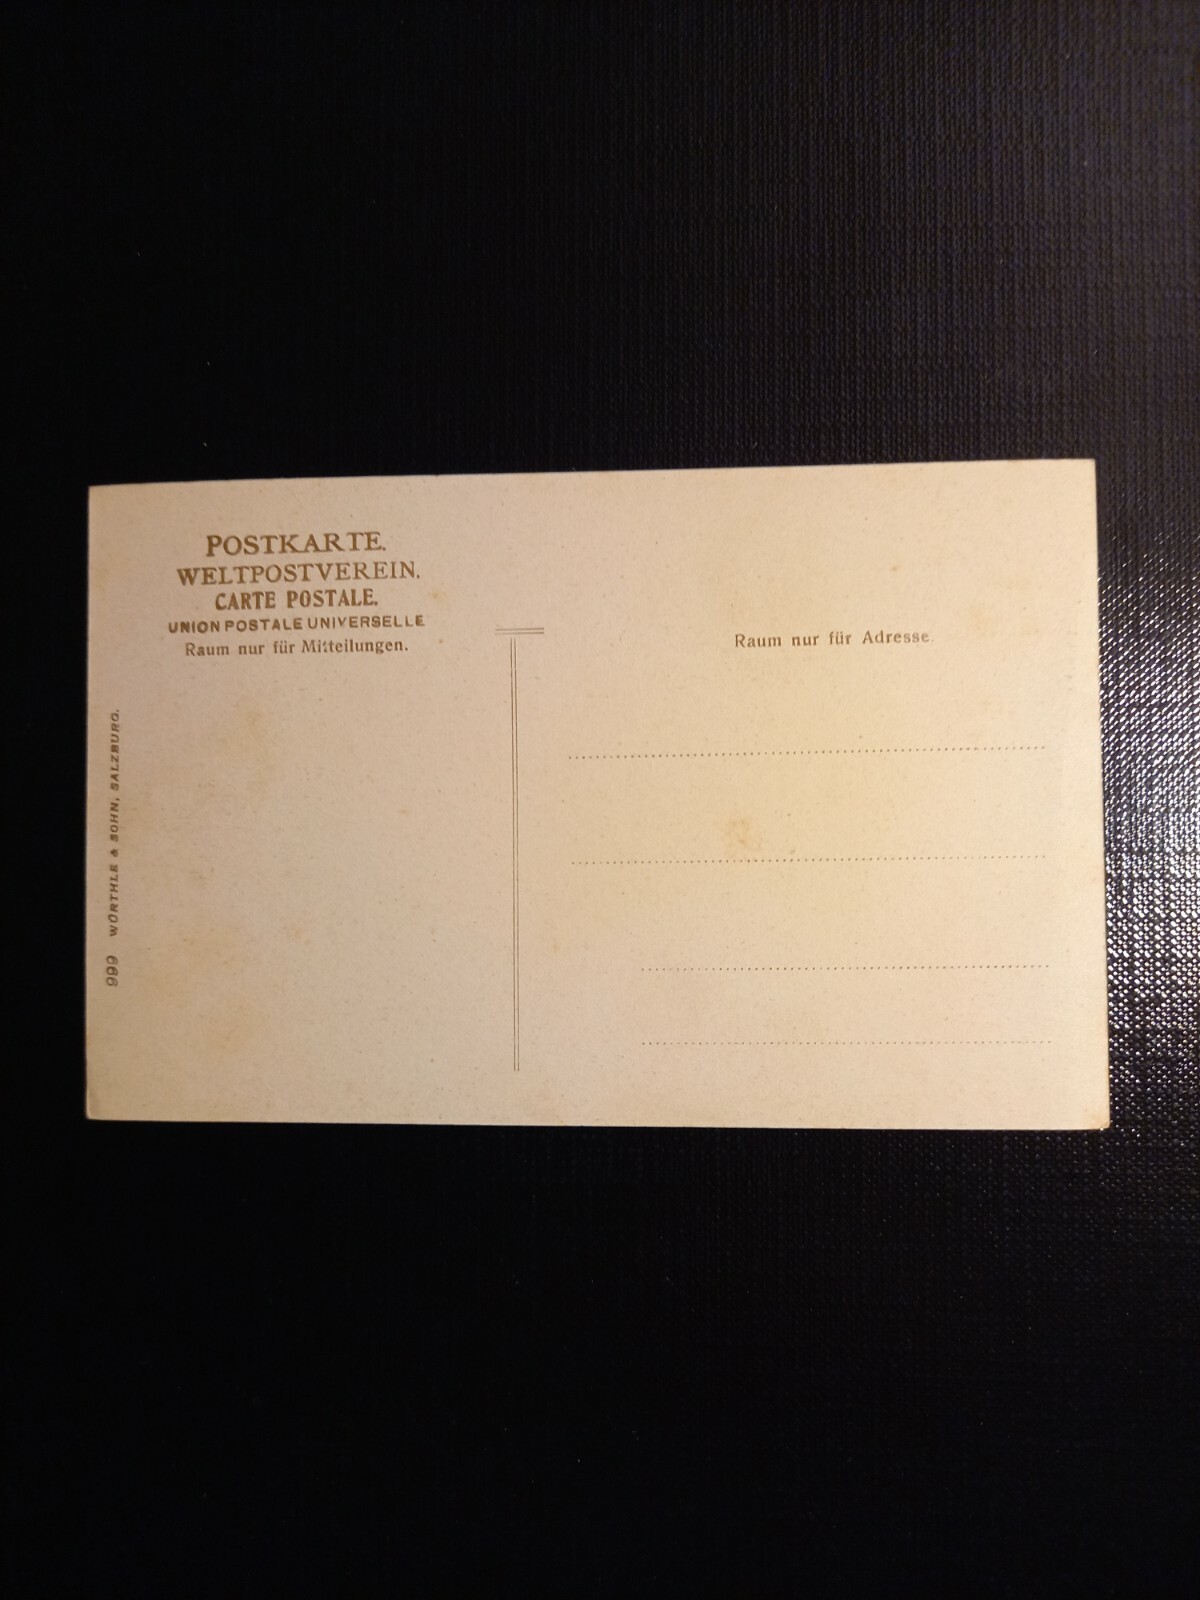 POSTKARTE.
WELTPOSTVEREIN.
CARTE POSTALE.
UNION POSTALE UNIVERSELLE
Raum nur für Mitteilungen.
Raum nur für Adresse.
999 WÜRTHLE & SOHN, SALZBURG.